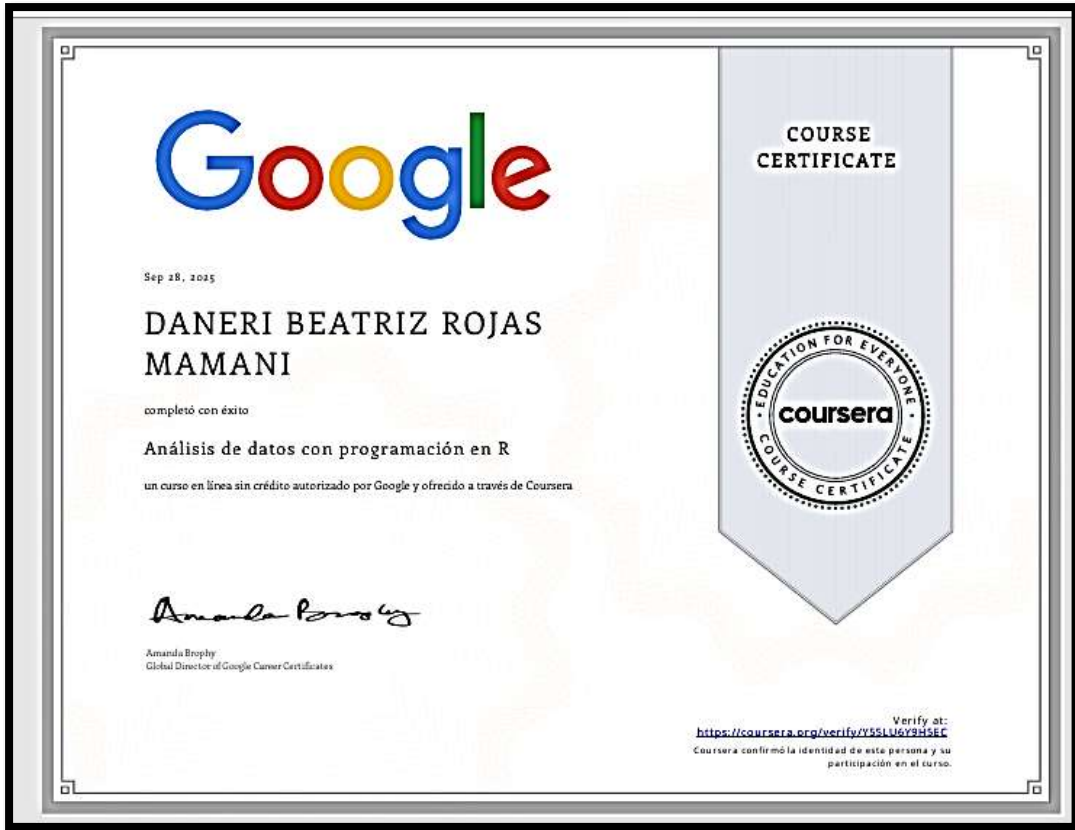 Google
COURSE
CERTIFICATE
Sep 28, 2025
DANERI BEATRIZ ROJAS
MAMANI
completó con éxito
Análisis de datos con programación en R
un curso en línea sin crédito autorizado por Google y ofrecido a través de Coursera
EDUCATION FOR EVERYONE
coursera
COURSE CERTIFICATE
Amanda Brophy
Amanda Brophy
Global Director of Google Career Certificates
Verify at:
https://coursera.org/verify/Y5SLU6Y9H5EC
Coursera confirmó la identidad de esta persona y su
participación en el curso.